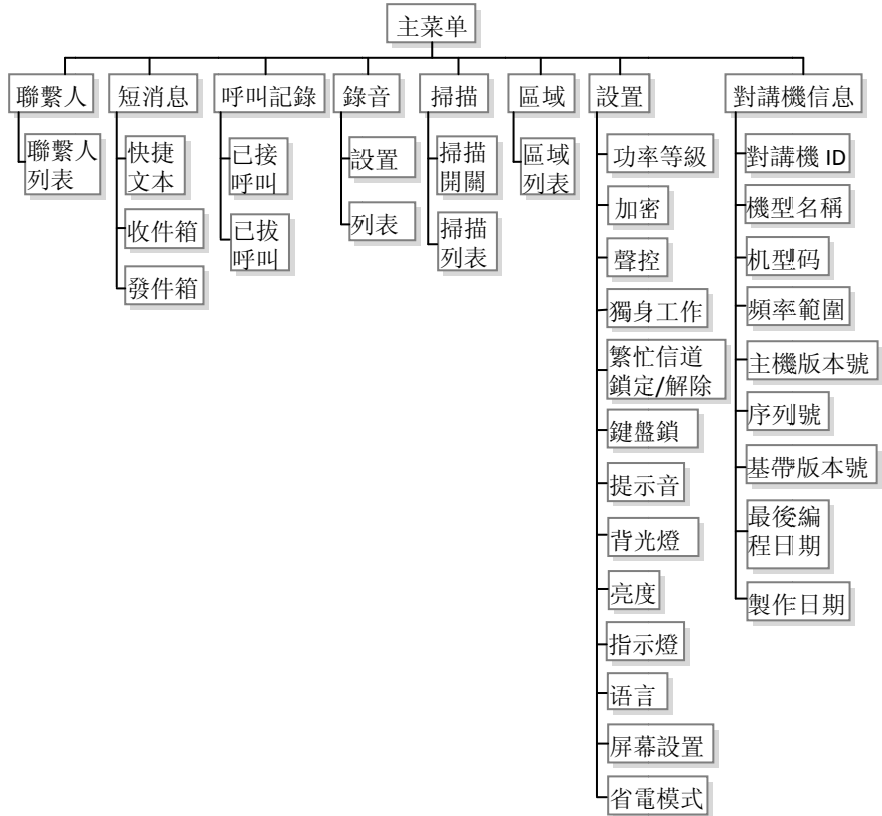 主菜单
聯繫人
短消息
呼叫記錄
錄音
掃描
區域
設置
對講機信息
聯繫人
列表
快捷
文本
收件箱
發件箱
已接
呼叫
已拔
呼叫
設置
列表
掃描
開關
掃描
列表
區域
列表
功率等級
加密
聲控
獨身工作
繁忙信道
鎖定/解除
鍵盤鎖
提示音
背光燈
亮度
指示燈
语言
屏幕設置
省電模式
對講機 ID
機型名稱
机型码
頻率範圍
主機版本號
序列號
基帶版本號
最後編
程日期
製作日期